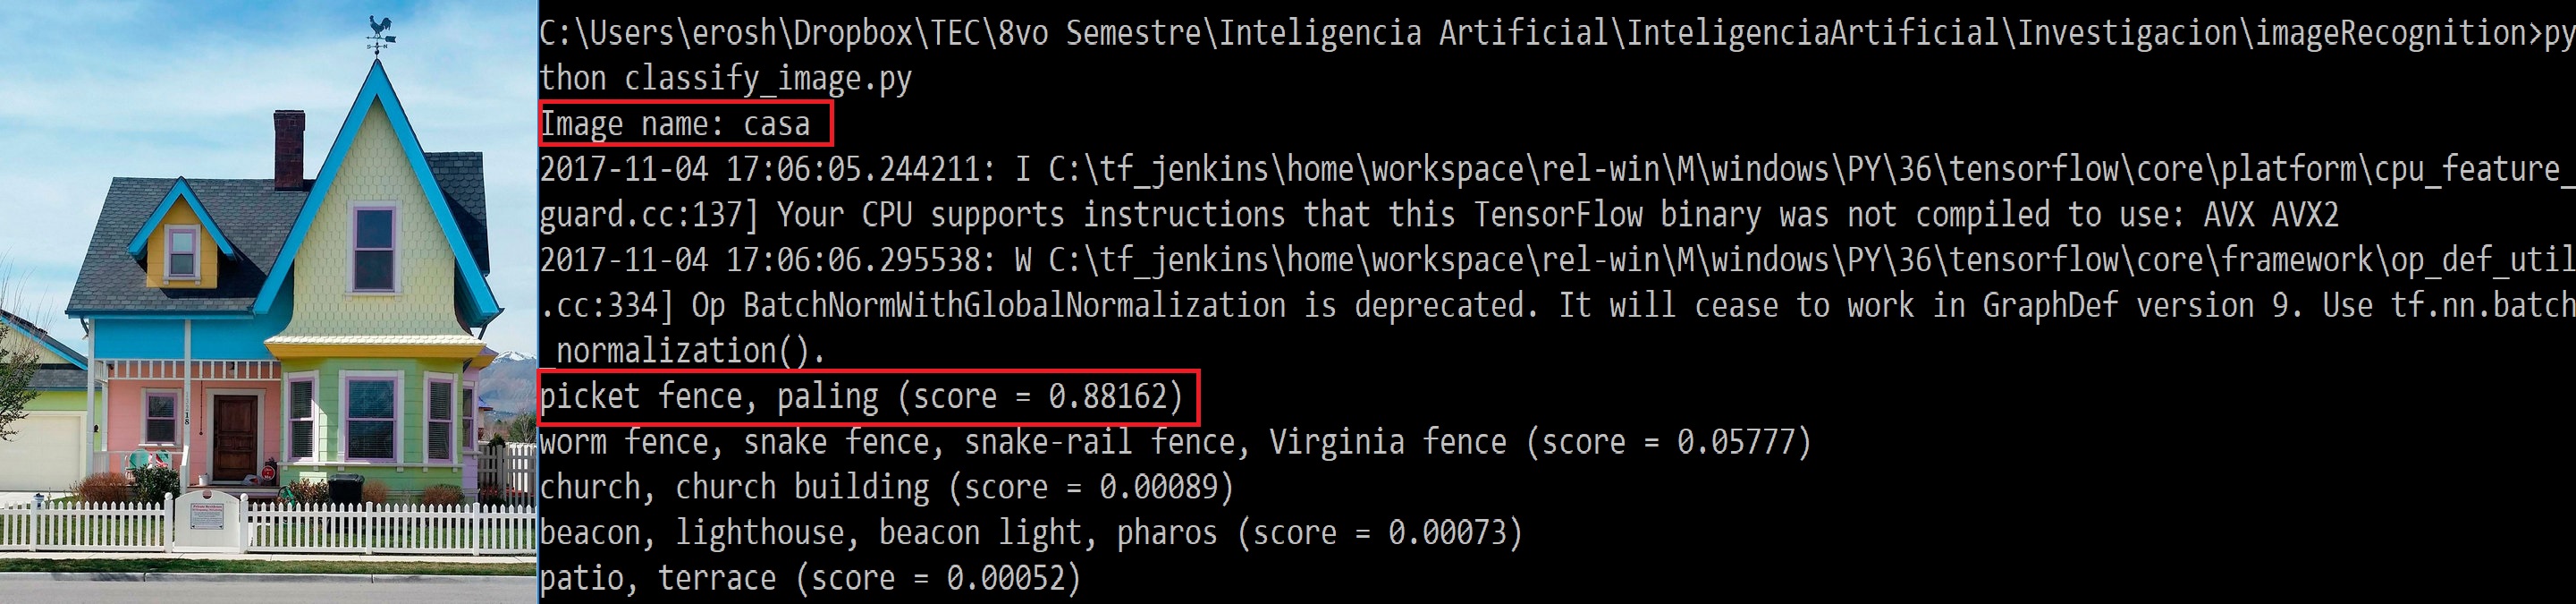 C:\Users\erosh\Dropbox\TEC\8vo Semestre\Inteligencia Artificial\InteligenciaArtificial\Investigacion\imageRecognition>py
thon classify_image.py
Image name: casa
2017-11-04 17:06:05.244211: I C:\tf_jenkins\home\workspace\rel-win\M\windows\PY\36\tensorflow\core\platform\cpu_feature_
guard.cc:137] Your CPU supports instructions that this TensorFlow binary was not compiled to use: AVX AVX2
2017-11-04 17:06:06.295538: W C:\tf_jenkins\home\workspace\rel-win\M\windows\PY\36\tensorflow\core\framework\op_def_util
.cc:334] Op BatchNormWithGlobalNormalization is deprecated. It will cease to work in GraphDef version 9. Use tf.nn.batch
_normalization().
picket fence, paling (score = 0.88162)
worm fence, snake fence, snake-rail fence, Virginia fence (score = 0.05777)
church, church building (score = 0.00089)
beacon, lighthouse, beacon light, pharos (score = 0.00073)
patio, terrace (score = 0.00052)